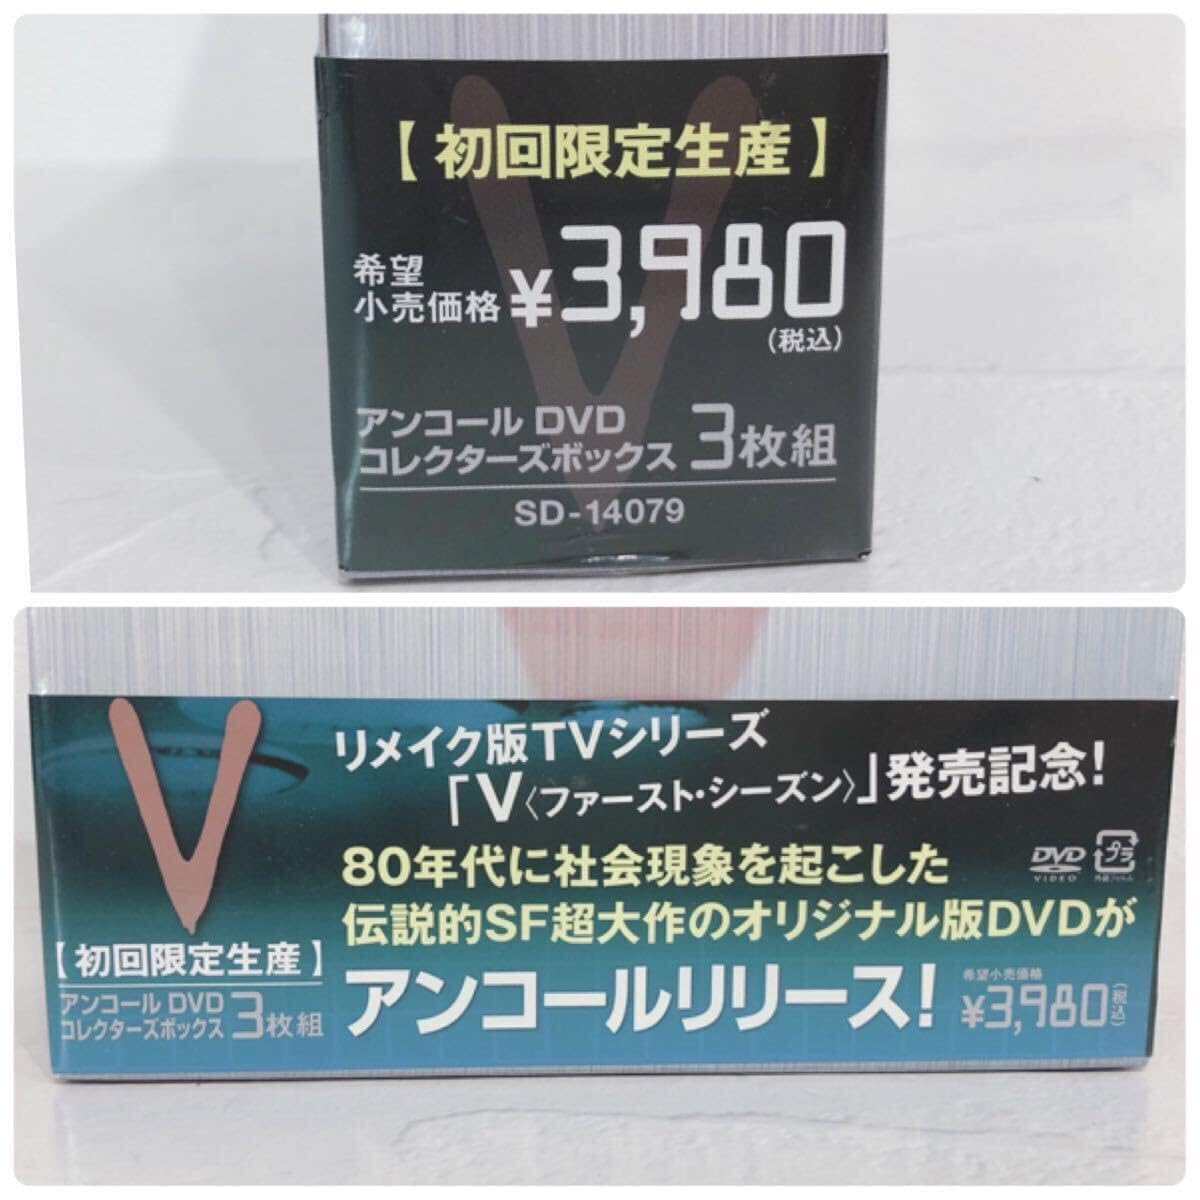 【初回限定生産】
希望
小売価格 ¥3,980
(税込)
アンコール DVD
コレクターズボックス 3枚組
SD-14079
V
リメイク版TVシリーズ
「V〈ファースト・シーズン〉」発売記念!
80年代に社会現象を起こした
伝説的SF超大作のオリジナル版DVDが
アンコールリリース!
DVD
VIDEO
プラ
【初回限定生産】
アンコール DVD
コレクターズボックス 3枚組
希望小売価格
¥3,980(税込)